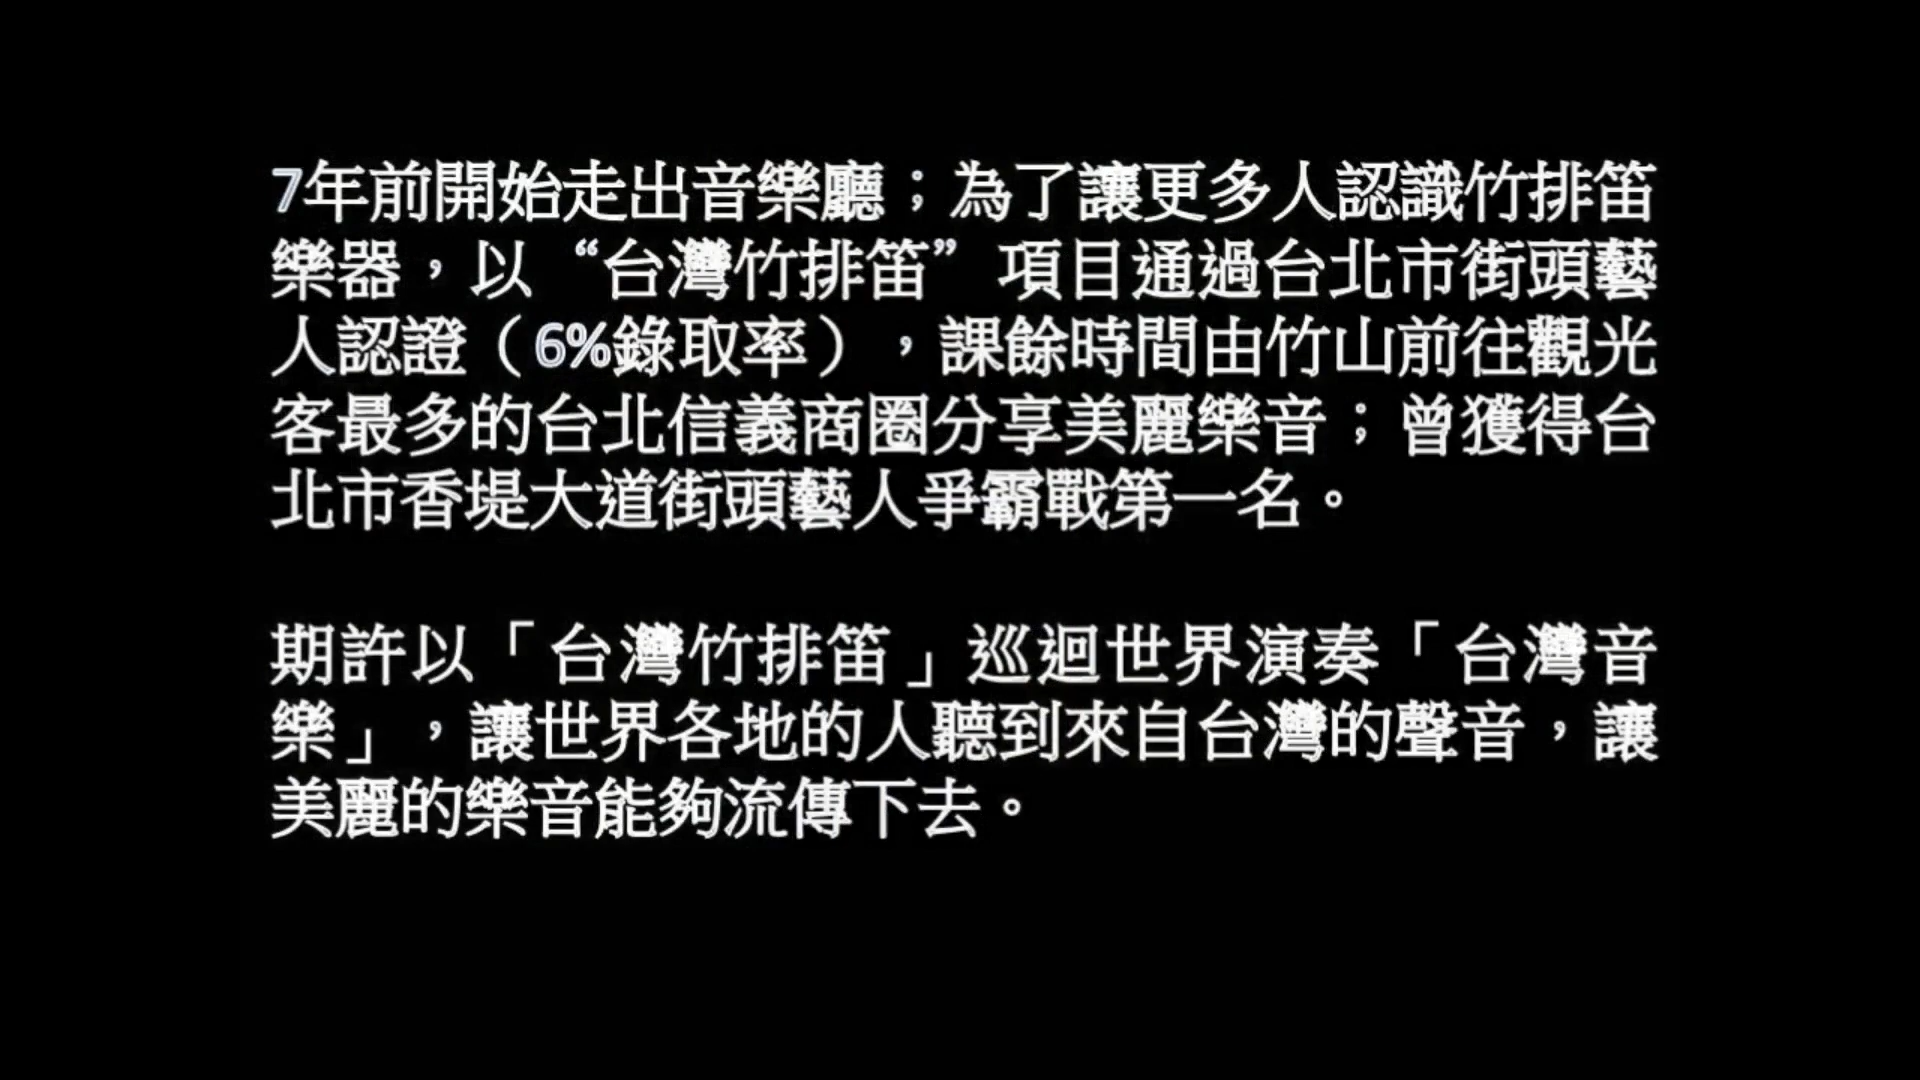 7年前開始走出音樂廳；為了讓更多人認識竹排笛
樂器，以 “台灣竹排笛” 項目通過台北市街頭藝
人認證（6%錄取率），課餘時間由竹山前往觀光
客最多的台北信義商圈分享美麗樂音；曾獲得台
北市香堤大道街頭藝人爭霸戰第一名。
期許以「台灣竹排笛」巡迴世界演奏「台灣音
樂」，讓世界各地的人聽到來自台灣的聲音，讓
美麗的樂音能夠流傳下去。